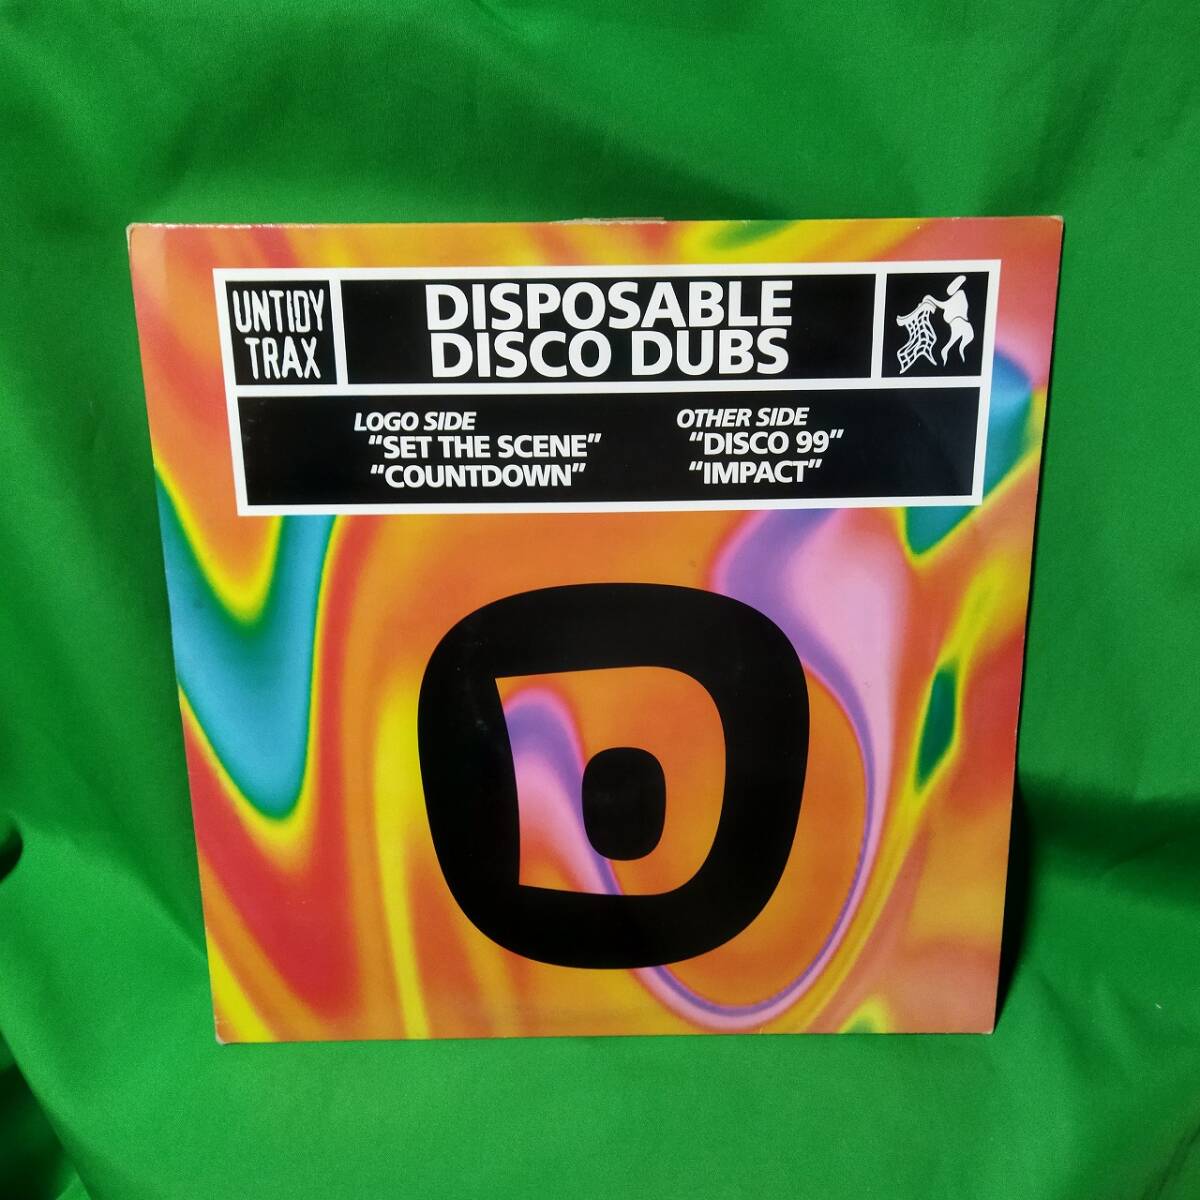 UNTIDY
TRAX
DISPOSABLE
DISCO DUBS
LOGO SIDE
“SET THE SCENE”
“COUNTDOWN”
OTHER SIDE
“DISCO 99”
“IMPACT”